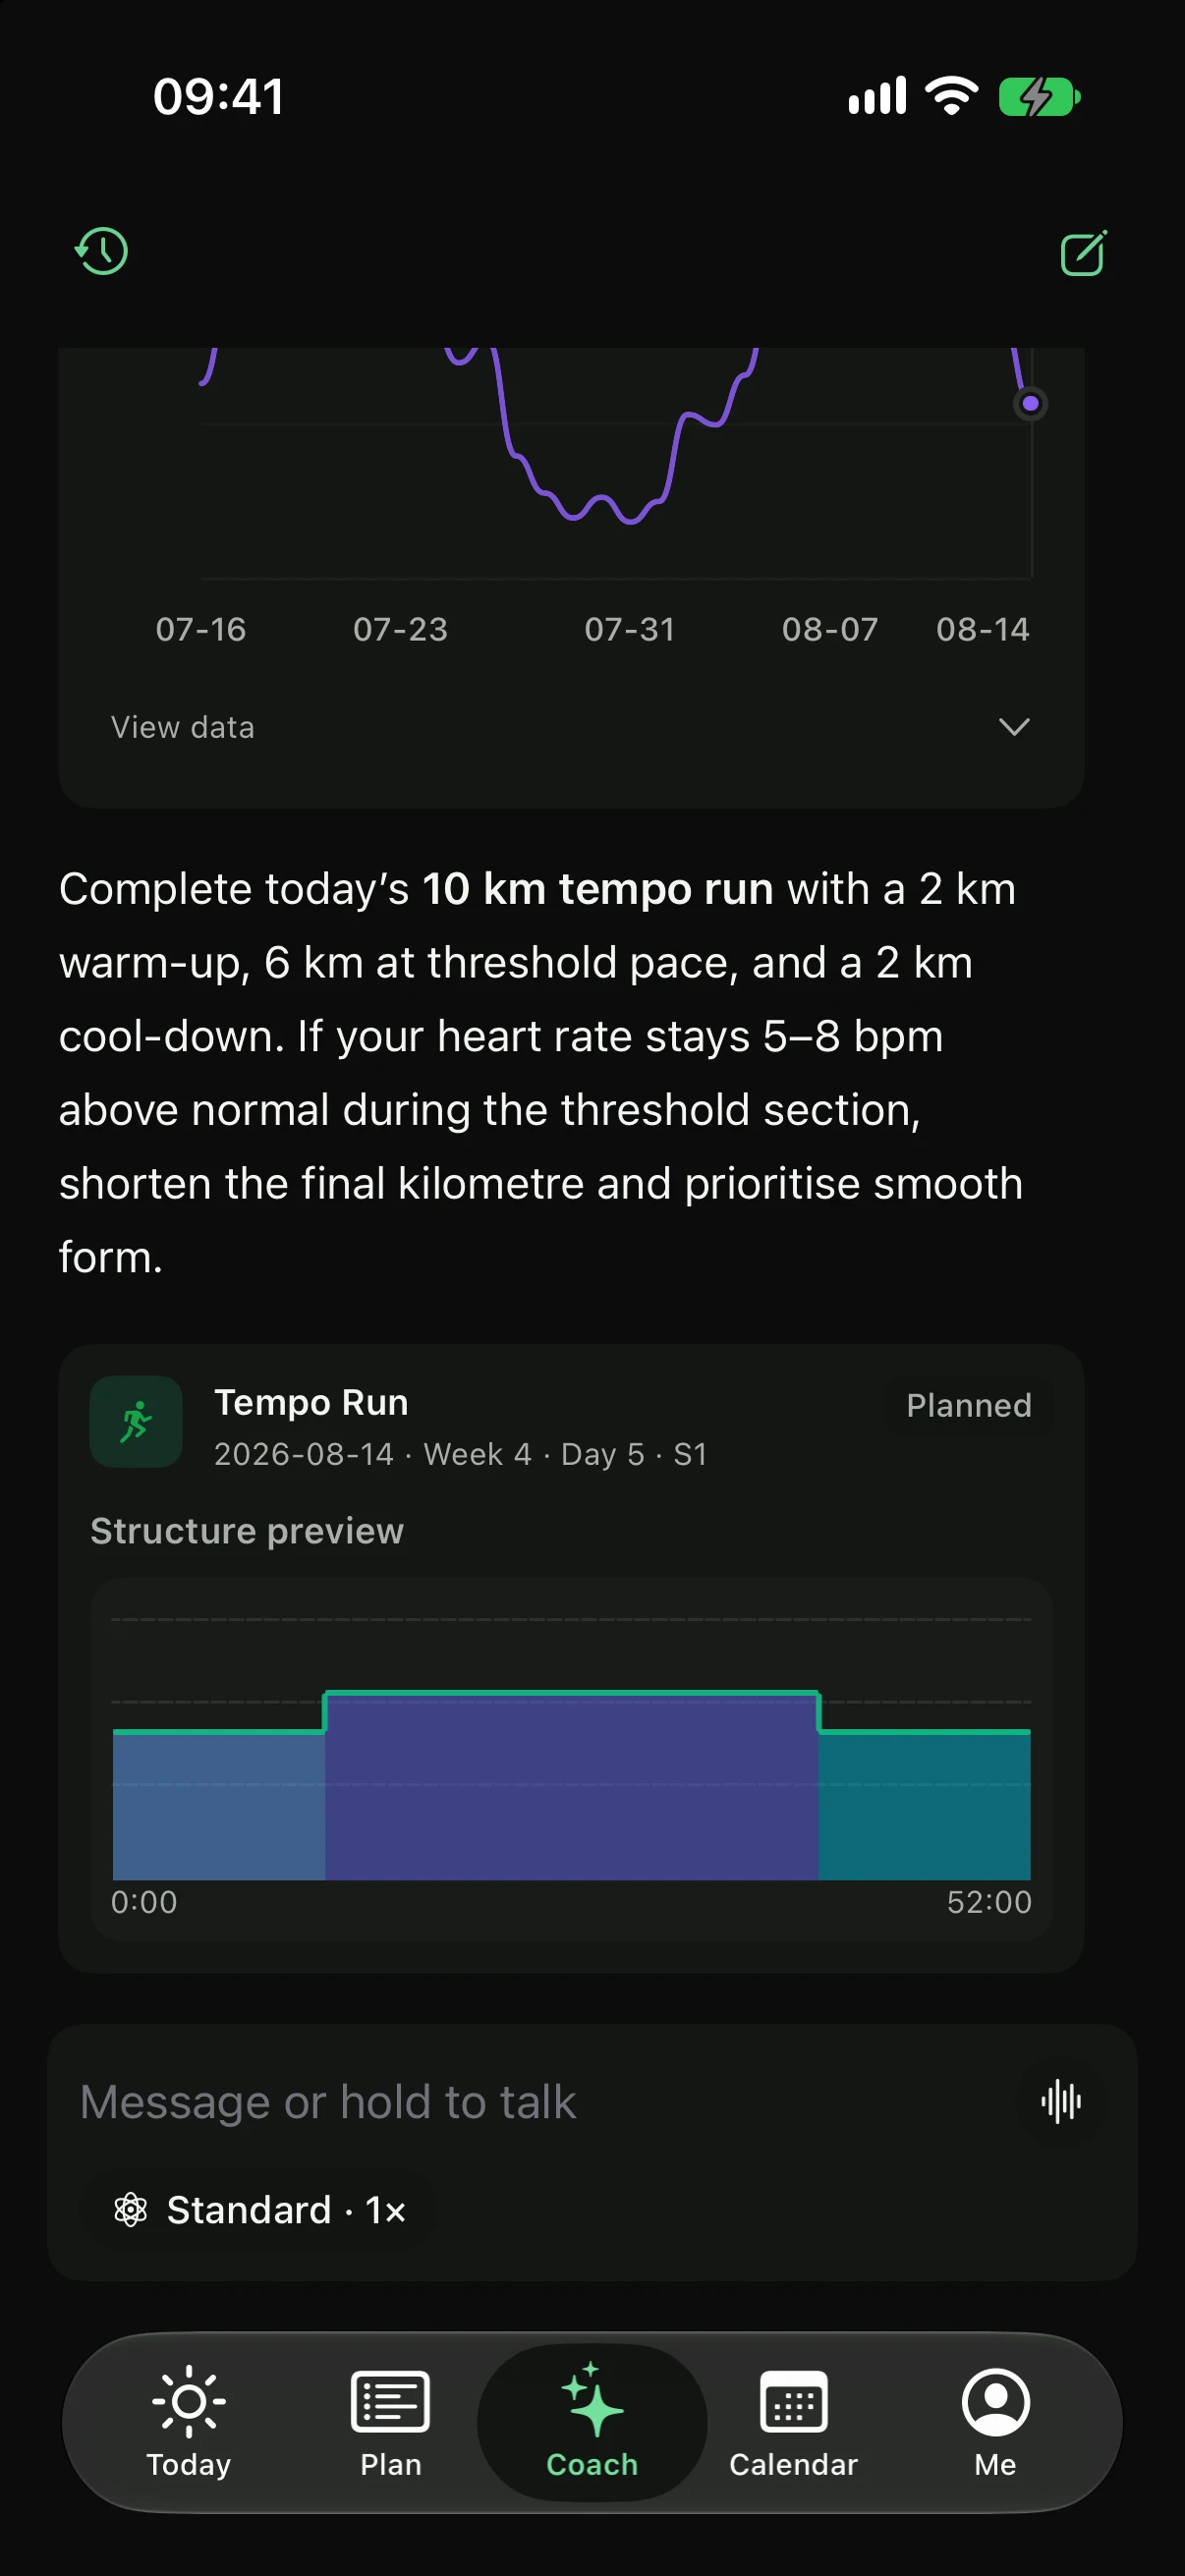 09:41
07-16 07-23 07-31 08-07 08-14
View data
Complete today’s 10 km tempo run with a 2 km
warm-up, 6 km at threshold pace, and a 2 km
cool-down. If your heart rate stays 5–8 bpm
above normal during the threshold section,
shorten the final kilometre and prioritise smooth
form.
Tempo Run
Planned
2026-08-14 · Week 4 · Day 5 · S1
Structure preview
0:00 52:00
Message or hold to talk
Standard · 1×
Today Plan Coach Calendar Me